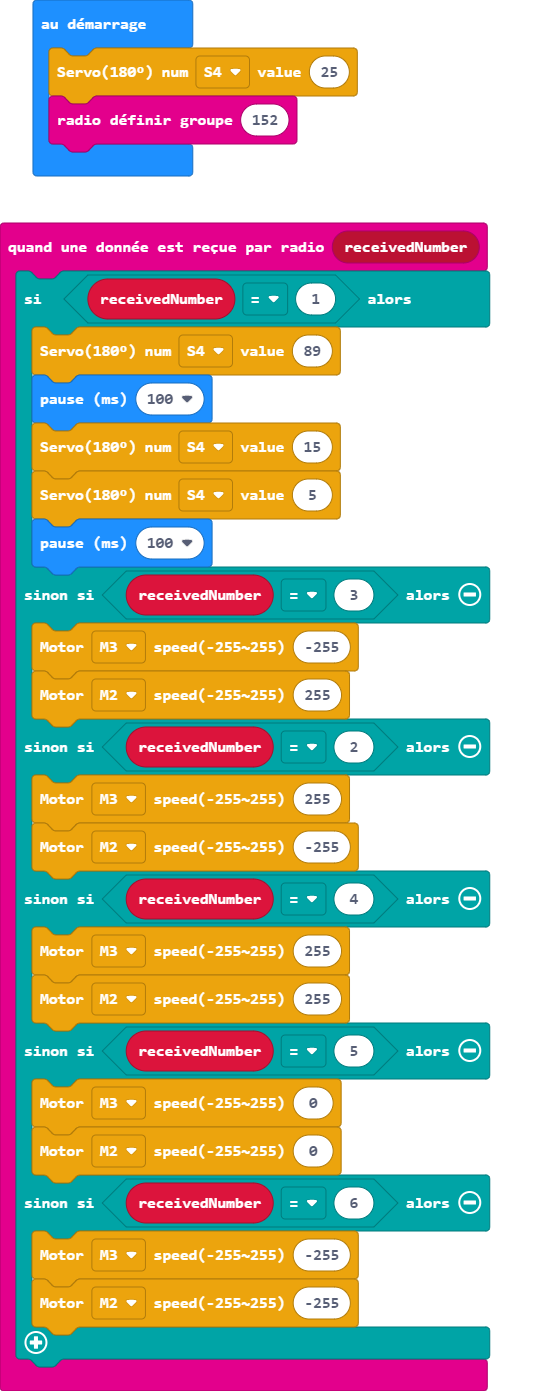 au démarrage
Servo(180º) num S4 value 25
radio définir groupe 152
quand une donnée est reçue par radio receivedNumber
si receivedNumber = 1 alors
Servo(180º) num S4 value 89
pause (ms) 100
Servo(180º) num S4 value 15
Servo(180º) num S4 value 5
pause (ms) 100
sinon si receivedNumber = 3 alors
Motor M3 speed(-255~255) -255
Motor M2 speed(-255~255) 255
sinon si receivedNumber = 2 alors
Motor M3 speed(-255~255) 255
Motor M2 speed(-255~255) -255
sinon si receivedNumber = 4 alors
Motor M3 speed(-255~255) 255
Motor M2 speed(-255~255) 255
sinon si receivedNumber = 5 alors
Motor M3 speed(-255~255) 0
Motor M2 speed(-255~255) 0
sinon si receivedNumber = 6 alors
Motor M3 speed(-255~255) -255
Motor M2 speed(-255~255) -255